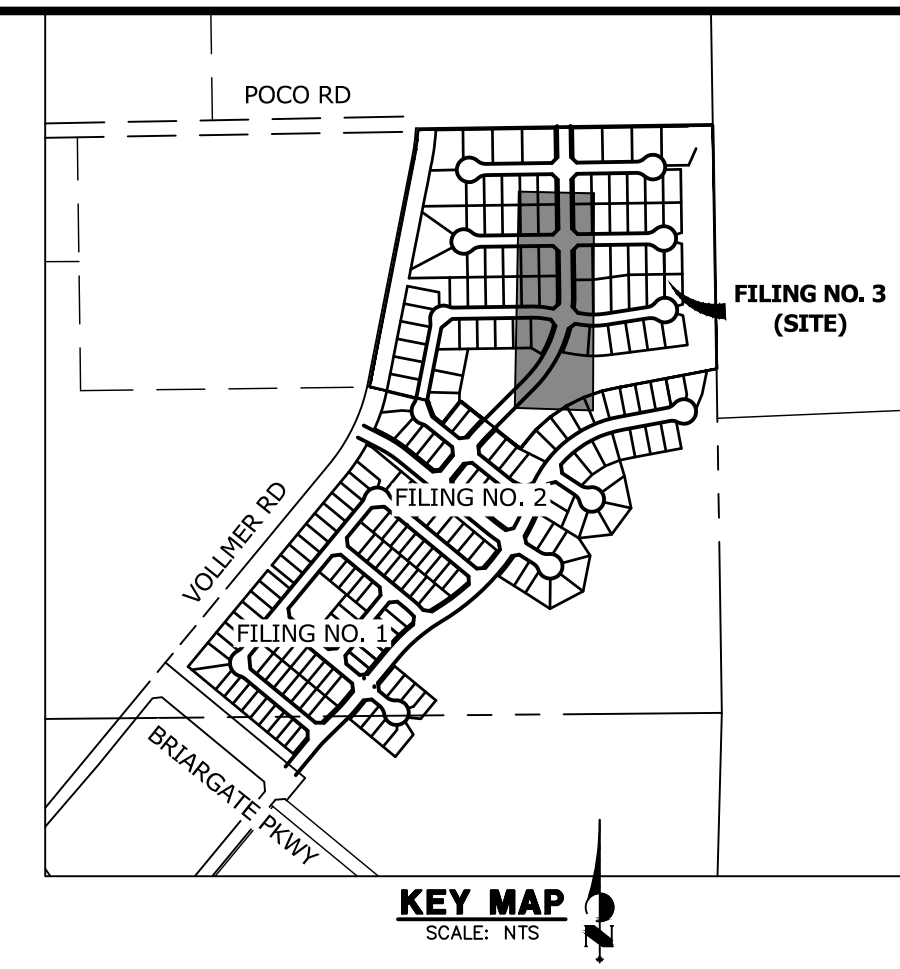 POCO RD
FILING NO. 3
(SITE)
VOLLMER RD
FILING NO. 2
FILING NO. 1
BRIARGATE PKWY
KEY MAP
SCALE: NTS
N